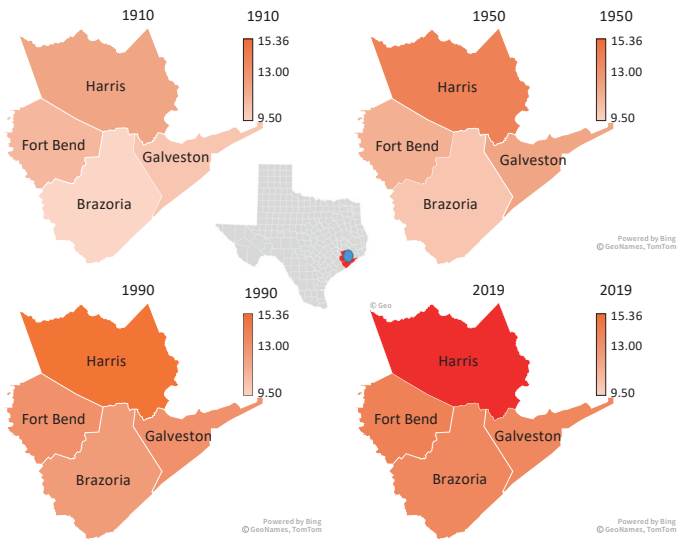 1910
1910
15.36
13.00
9.50
Harris
Fort Bend
Galveston
Brazoria
1950
1950
15.36
13.00
9.50
Harris
Fort Bend
Galveston
Brazoria
Powered by Bing
© GeoNames, TomTom
© Geo
1990
1990
15.36
13.00
9.50
Harris
Fort Bend
Galveston
Brazoria
Powered by Bing
© GeoNames, TomTom
2019
2019
15.36
13.00
9.50
Harris
Fort Bend
Galveston
Brazoria
Powered by Bing
© GeoNames, TomTom